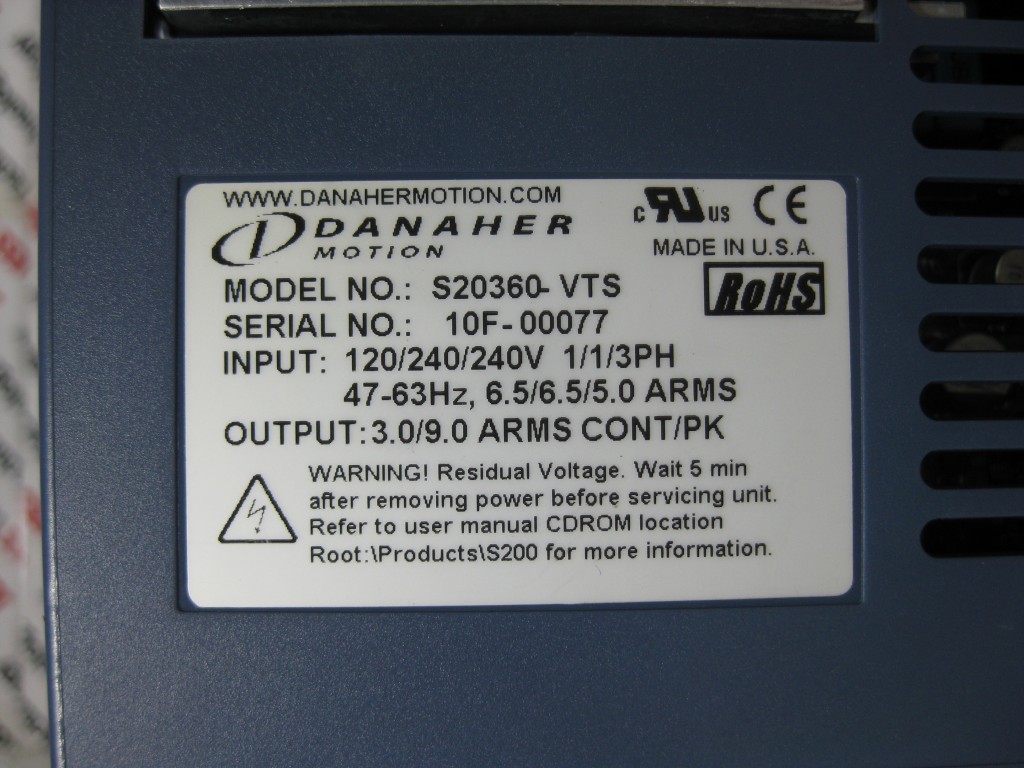 WWW.DANAHERMOTION.COM
DANAHER
MOTION
C RU US CE
MADE IN U.S.A.
RoHS
MODEL NO.: S20360-VTS
SERIAL NO.: 10F-00077
INPUT: 120/240/240V 1/1/3PH
47-63Hz, 6.5/6.5/5.0 ARMS
OUTPUT: 3.0/9.0 ARMS CONT/PK
WARNING! Residual Voltage. Wait 5 min
after removing power before servicing unit.
Refer to user manual CDROM location
Root:\Products\S200 for more information.